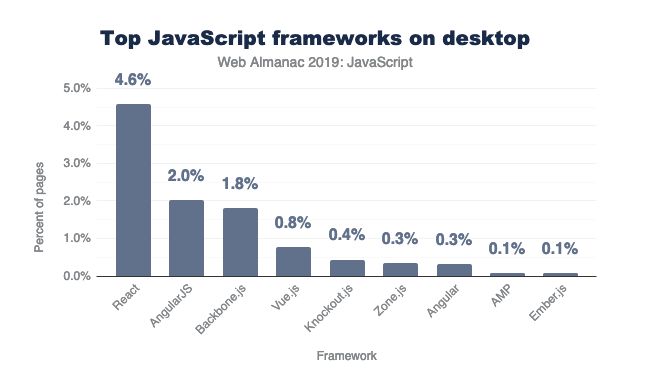 Top JavaScript frameworks on desktop
Web Almanac 2019: JavaScript
Percent of pages
5.0%
4.0%
3.0%
2.0%
1.0%
0.0%
4.6%
2.0%
1.8%
0.8%
0.4%
0.3%
0.3%
0.1%
0.1%
React
AngularJS
Backbone.js
Vue.js
Knockout.js
Zone.js
Angular
AMP
Ember.js
Framework